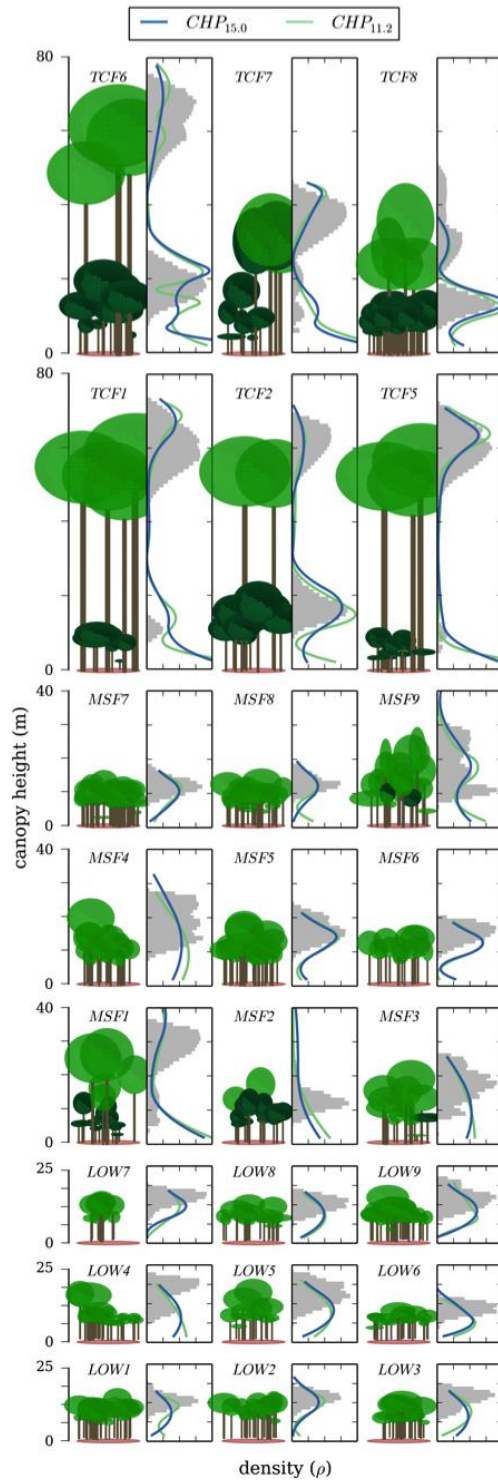 CHP15.0 CHP11.2
80
TCF6 TCF7 TCF8
0
80
TCF1 TCF2 TCF5
0
40
MSF7 MSF8 MSF9
0
40
MSF4 MSF5 MSF6
0
40
MSF1 MSF2 MSF3
0
25
LOW7 LOW8 LOW9
0
25
LOW4 LOW5 LOW6
0
25
LOW1 LOW2 LOW3
0
canopy height (m)
density (ρ)